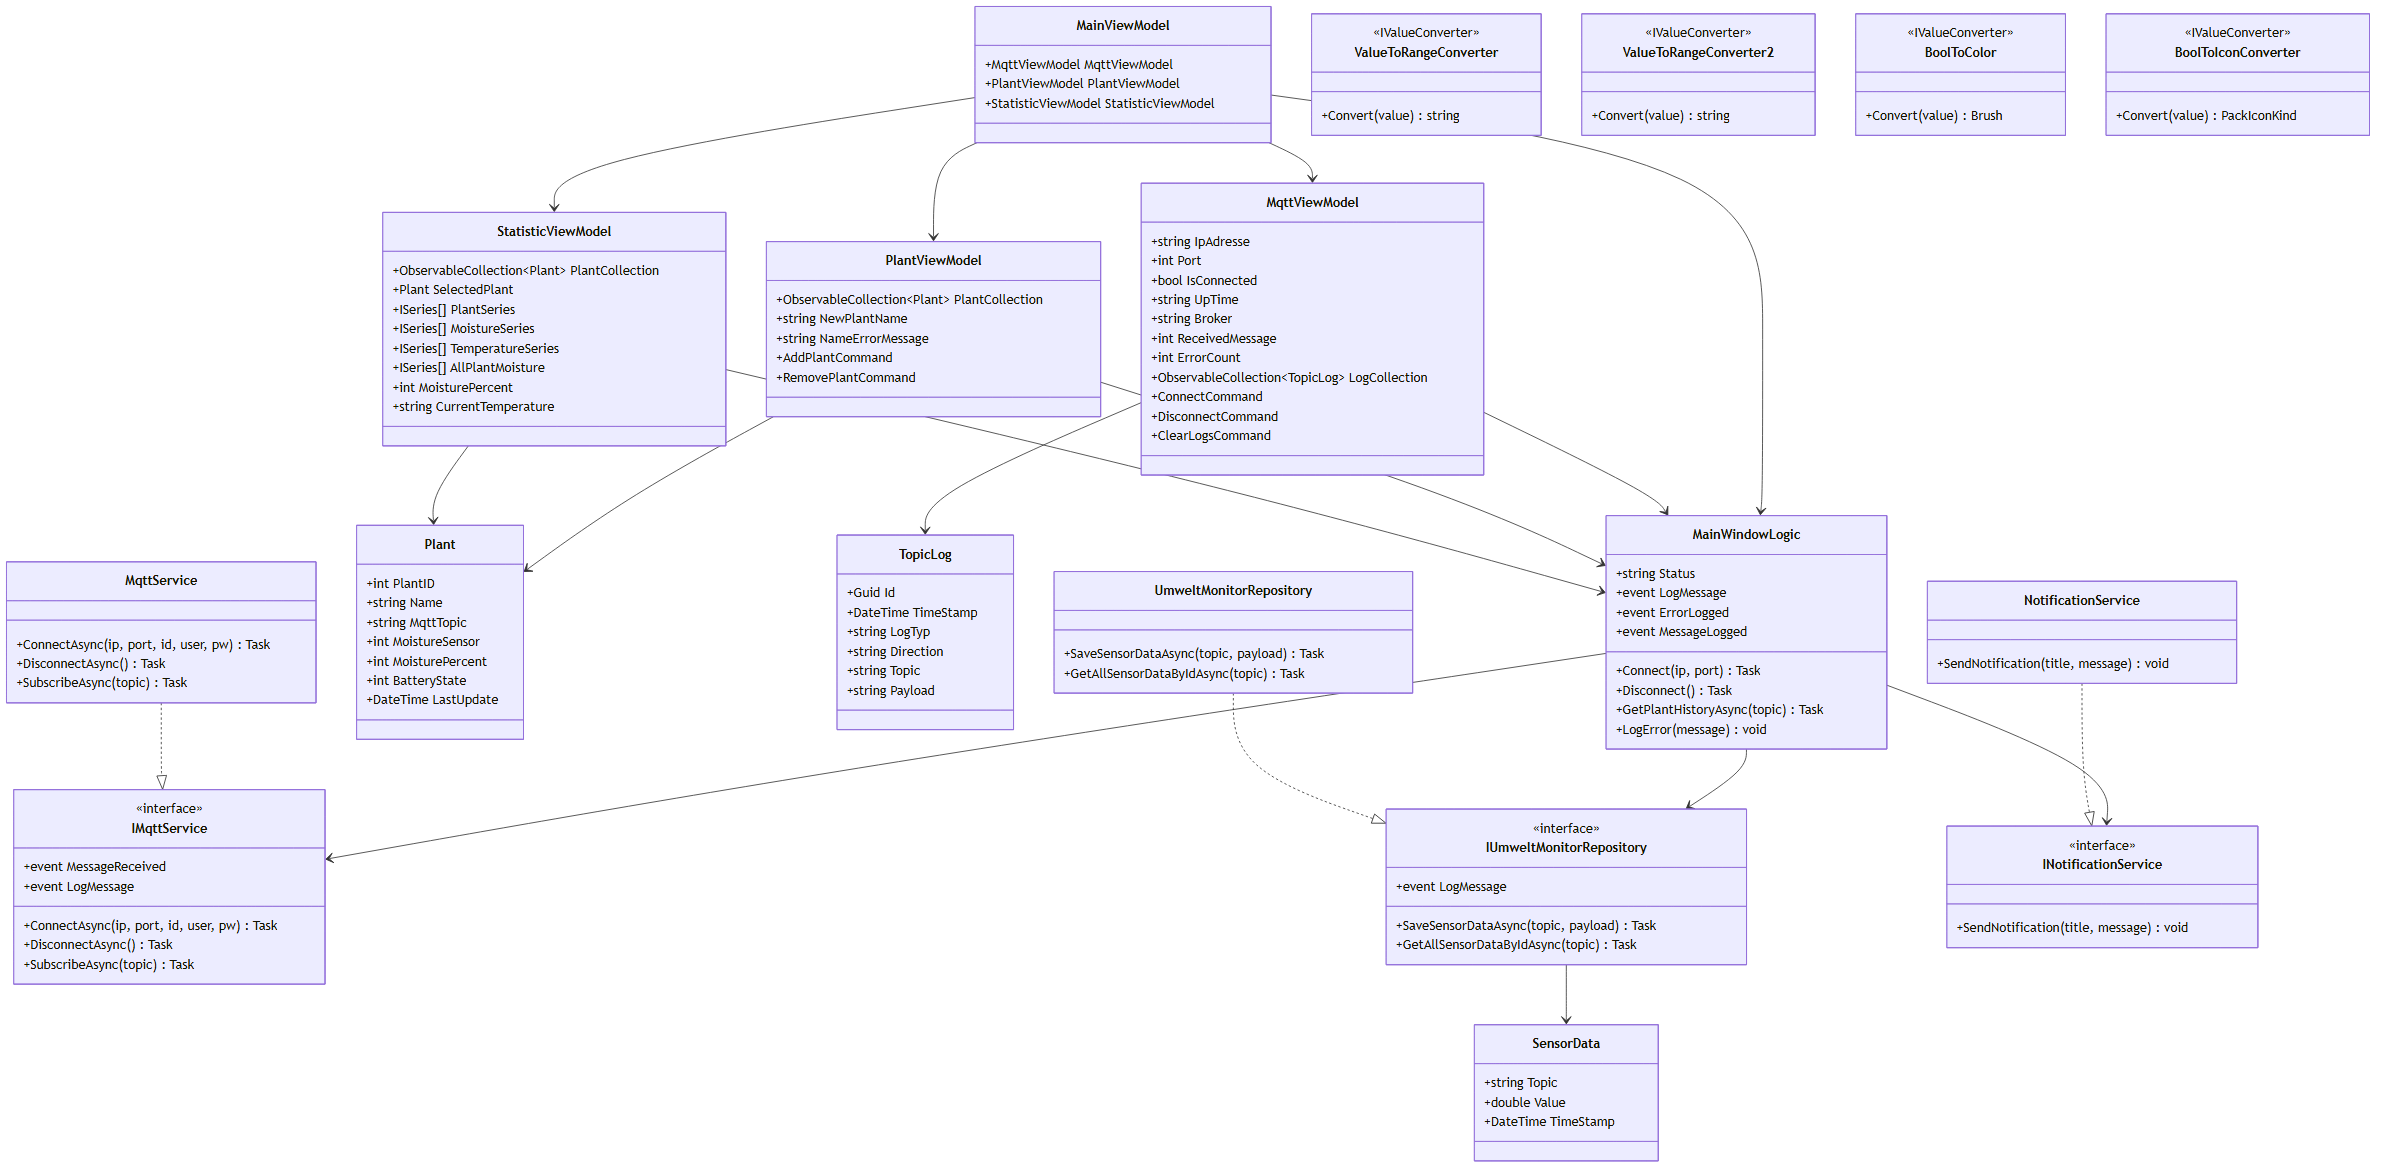 MainViewModel
+MqttViewModel MqttViewModel
+PlantViewModel PlantViewModel
+StatisticViewModel StatisticViewModel
«IValueConverter»
ValueToRangeConverter
+Convert(value) : string
«IValueConverter»
ValueToRangeConverter2
+Convert(value) : string
«IValueConverter»
BoolToColor
+Convert(value) : Brush
«IValueConverter»
BoolToIconConverter
+Convert(value) : PackIconKind
StatisticViewModel
+ObservableCollection<Plant> PlantCollection
+Plant SelectedPlant
+ISeries[] PlantSeries
+ISeries[] MoistureSeries
+ISeries[] TemperatureSeries
+ISeries[] AllPlantMoisture
+int MoisturePercent
+string CurrentTemperature
PlantViewModel
+ObservableCollection<Plant> PlantCollection
+string NewPlantName
+string NameErrorMessage
+AddPlantCommand
+RemovePlantCommand
MqttViewModel
+string IpAdresse
+int Port
+bool IsConnected
+string UpTime
+string Broker
+int ReceivedMessage
+int ErrorCount
+ObservableCollection<TopicLog> LogCollection
+ConnectCommand
+DisconnectCommand
+ClearLogsCommand
MqttService
+ConnectAsync(ip, port, id, user, pw) : Task
+DisconnectAsync() : Task
+SubscribeAsync(topic) : Task
Plant
+int PlantID
+string Name
+string MqttTopic
+int MoistureSensor
+int MoisturePercent
+int BatteryState
+DateTime LastUpdate
TopicLog
+Guid Id
+DateTime TimeStamp
+string LogTyp
+string Direction
+string Topic
+string Payload
UmweltMonitorRepository
+SaveSensorDataAsync(topic, payload) : Task
+GetAllSensorDataByIdAsync(topic) : Task
MainWindowLogic
+string Status
+event LogMessage
+event ErrorLogged
+event MessageLogged
+Connect(ip, port) : Task
+Disconnect() : Task
+GetPlantHistoryAsync(topic) : Task
+LogError(message) : void
NotificationService
+SendNotification(title, message) : void
«interface»
IMqttService
+event MessageReceived
+event LogMessage
+ConnectAsync(ip, port, id, user, pw) : Task
+DisconnectAsync() : Task
+SubscribeAsync(topic) : Task
«interface»
IUmweltMonitorRepository
+event LogMessage
+SaveSensorDataAsync(topic, payload) : Task
+GetAllSensorDataByIdAsync(topic) : Task
«interface»
INotificationService
+SendNotification(title, message) : void
SensorData
+string Topic
+double Value
+DateTime TimeStamp